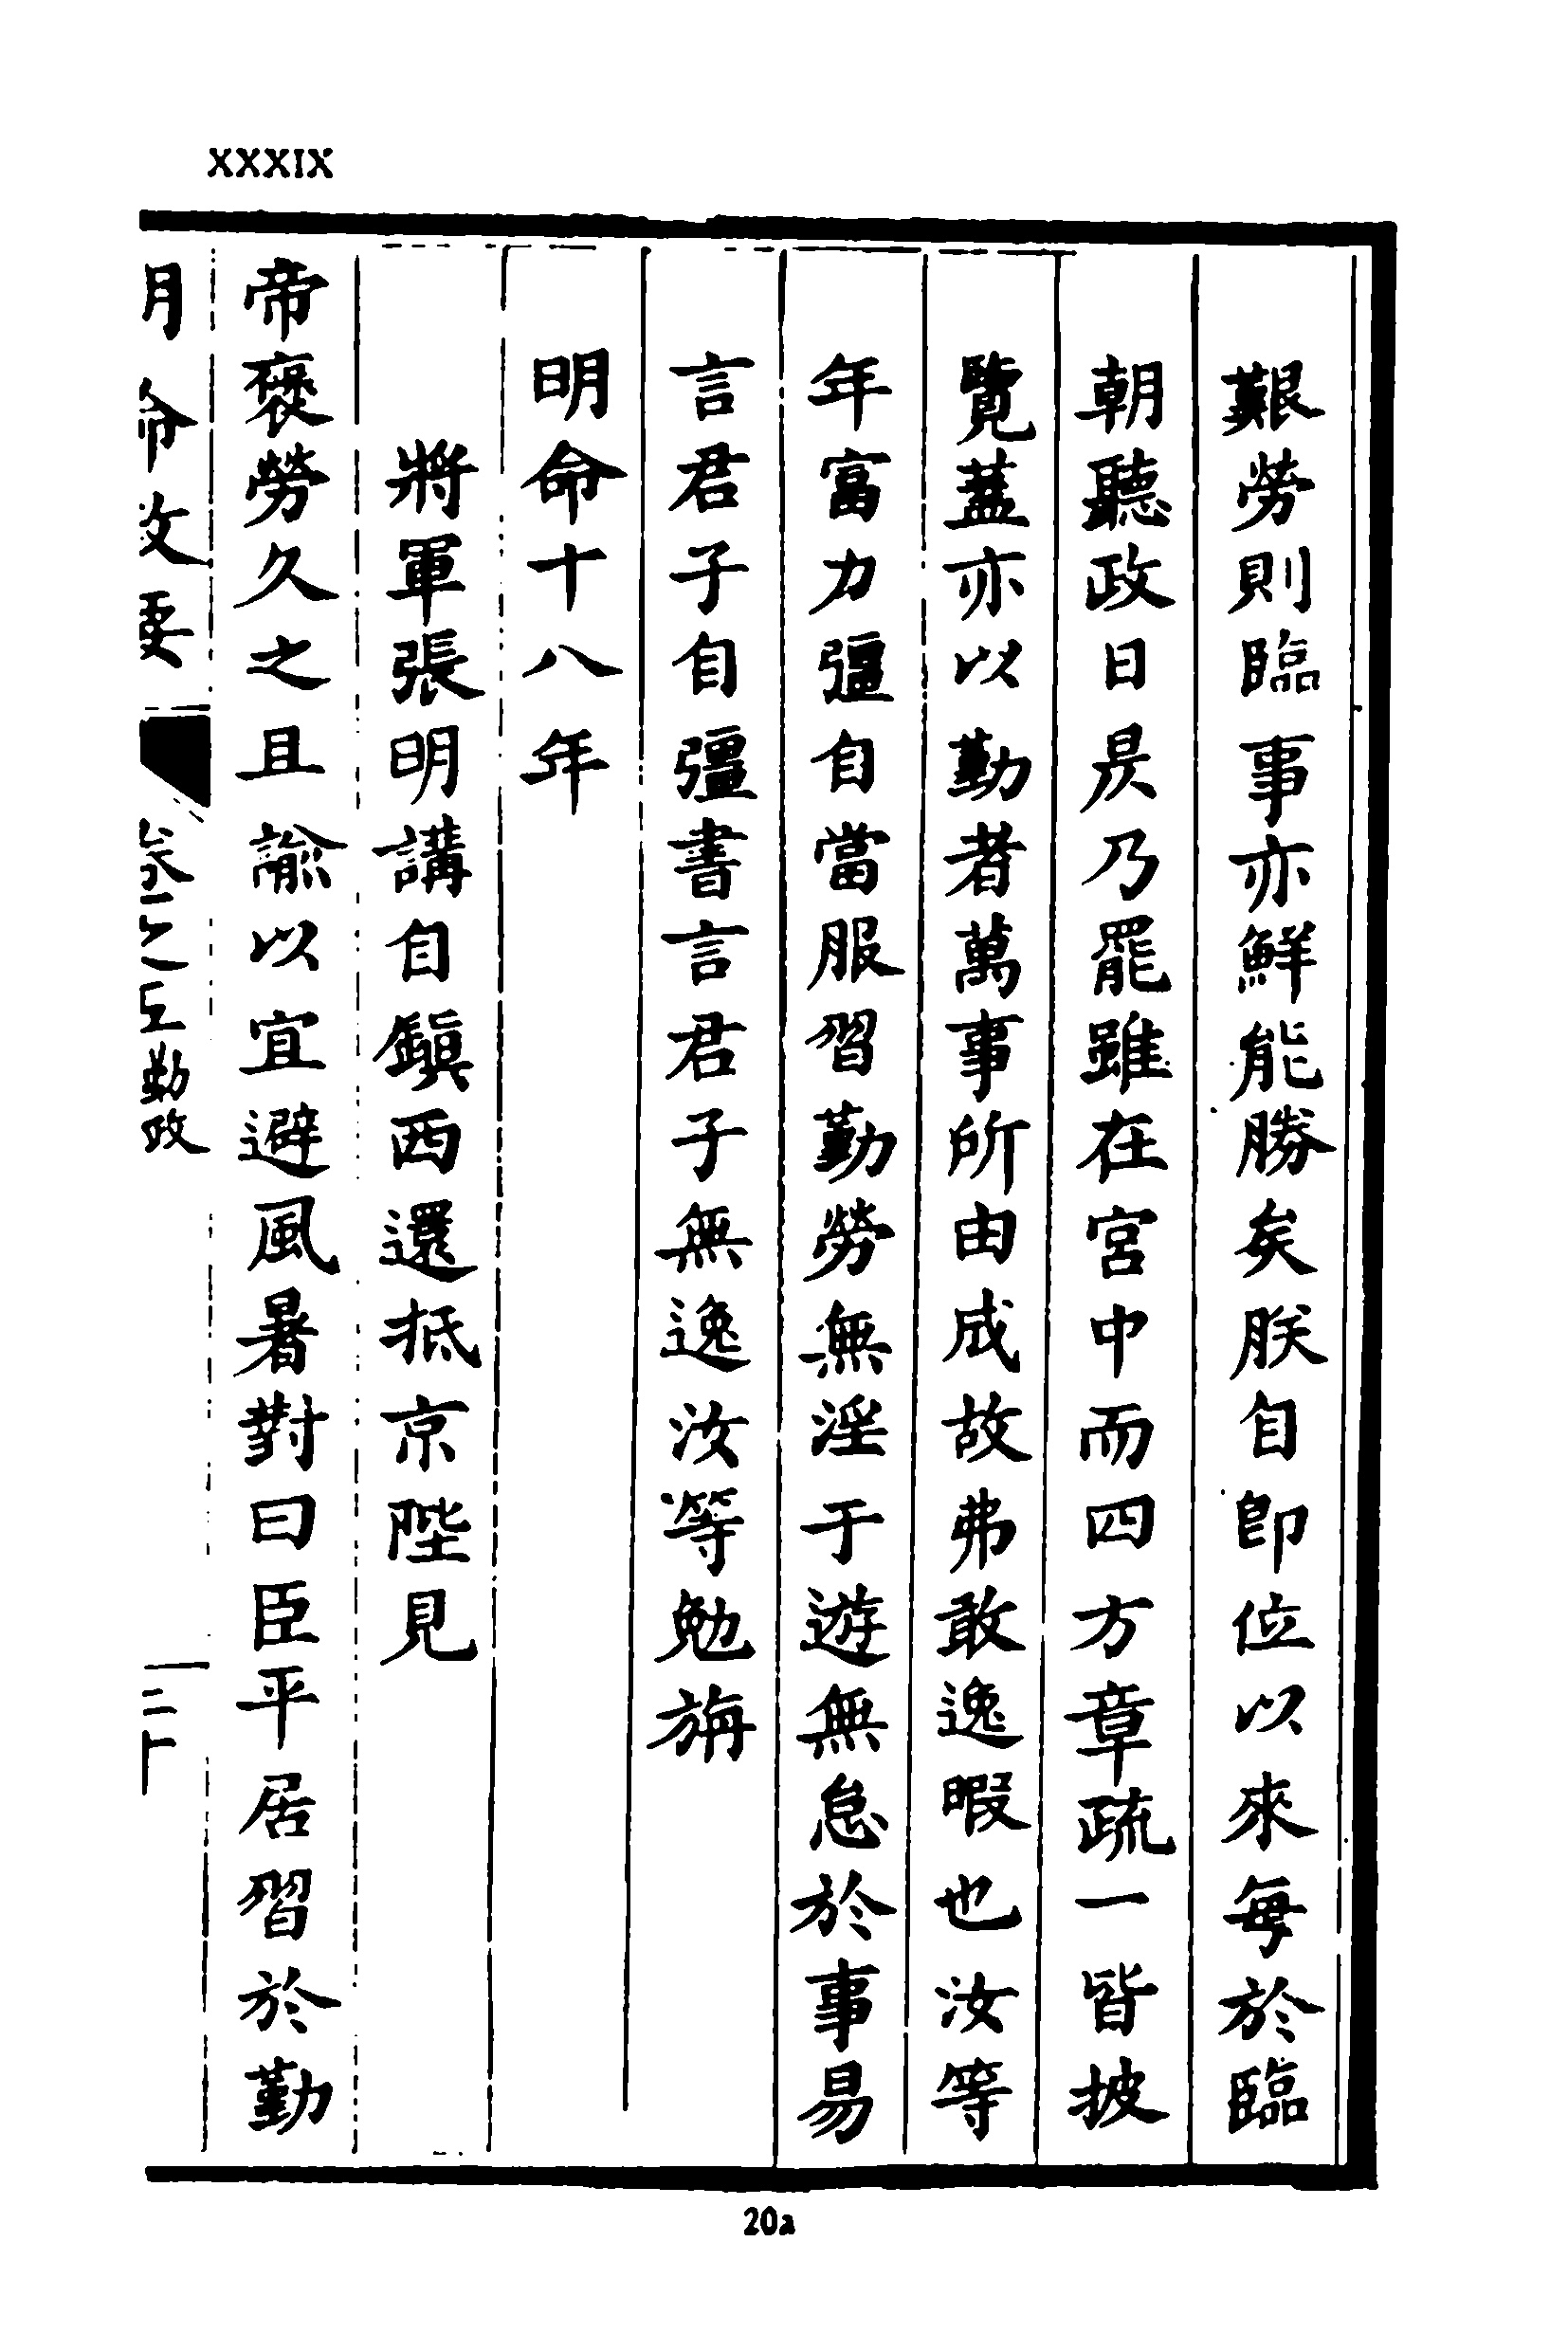 XXXIX
艱勞則臨事亦鮮能勝矣朕自卽位以來每於臨
朝聽政日昃乃罷雖在宮中而四方章疏一皆披
覽蓋亦以勤者萬事所由成故弗敢逸暇也汝等
年富力彊自當服習勤勞無淫于遊無怠於事易
言君子自彊書言君子無逸汝等勉旃
明命十八年
將軍張明講自鎭西還抵京陛見
帝褒勞久之且諭以宜避風暑對曰臣平居習於勤
明命政要 卷之五 勤政 二十
20a